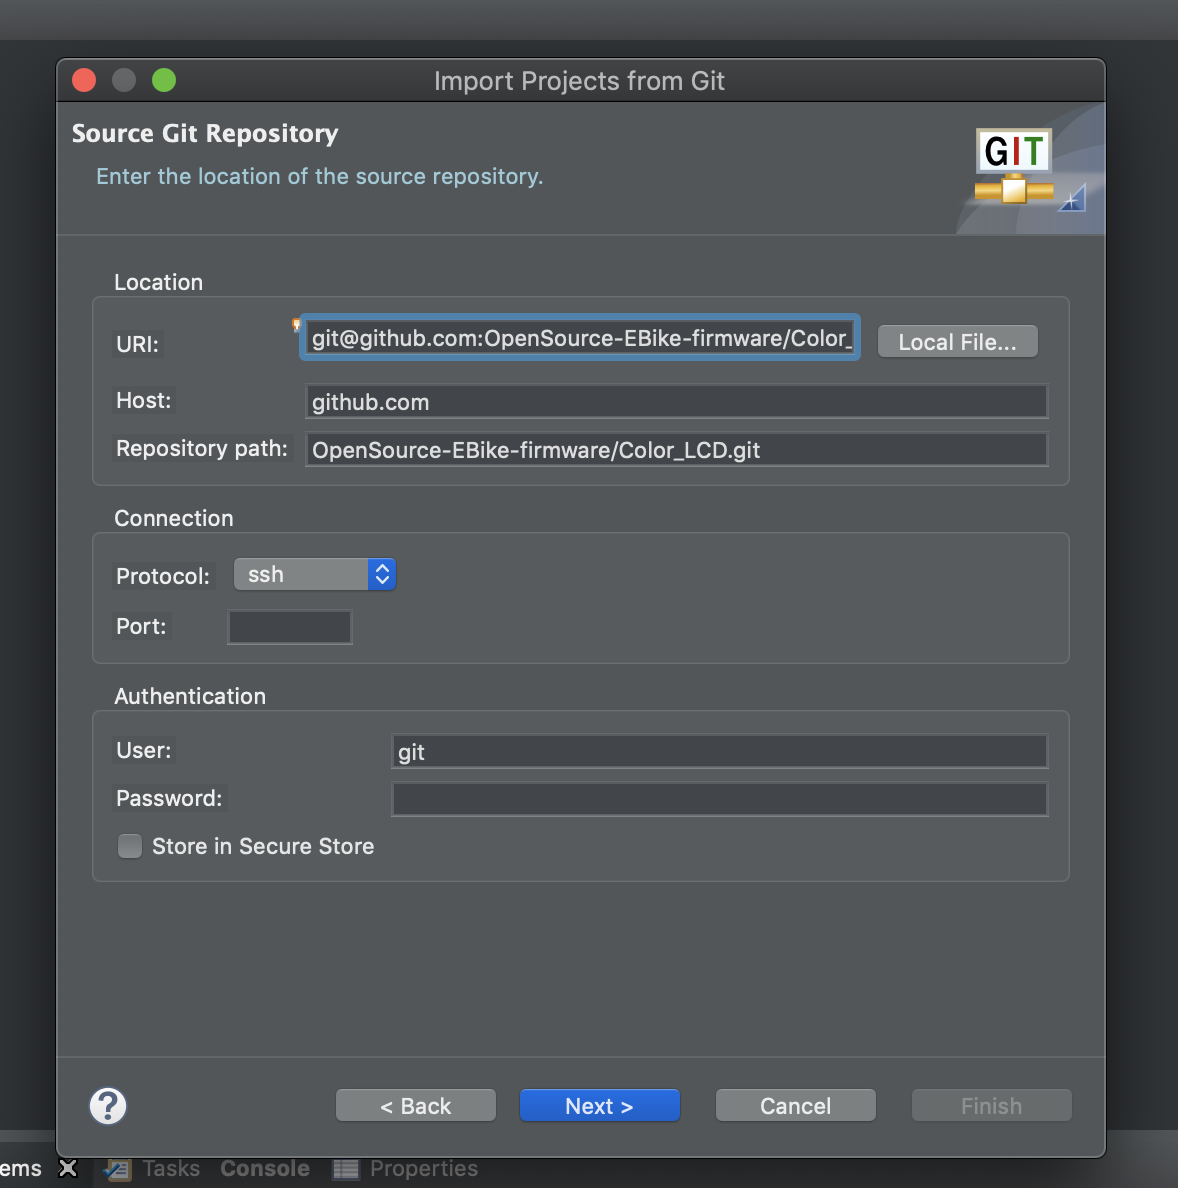 Import Projects from Git
Source Git Repository
Enter the location of the source repository.
GIT
Location
URI:
git@github.com:OpenSource-EBike-firmware/Color_
Local File...
Host:
github.com
Repository path:
OpenSource-EBike-firmware/Color_LCD.git
Connection
Protocol:
ssh
Port:
Authentication
User:
git
Password:
Store in Secure Store
?
< Back
Next >
Cancel
Finish
ems
Tasks
Console
Properties